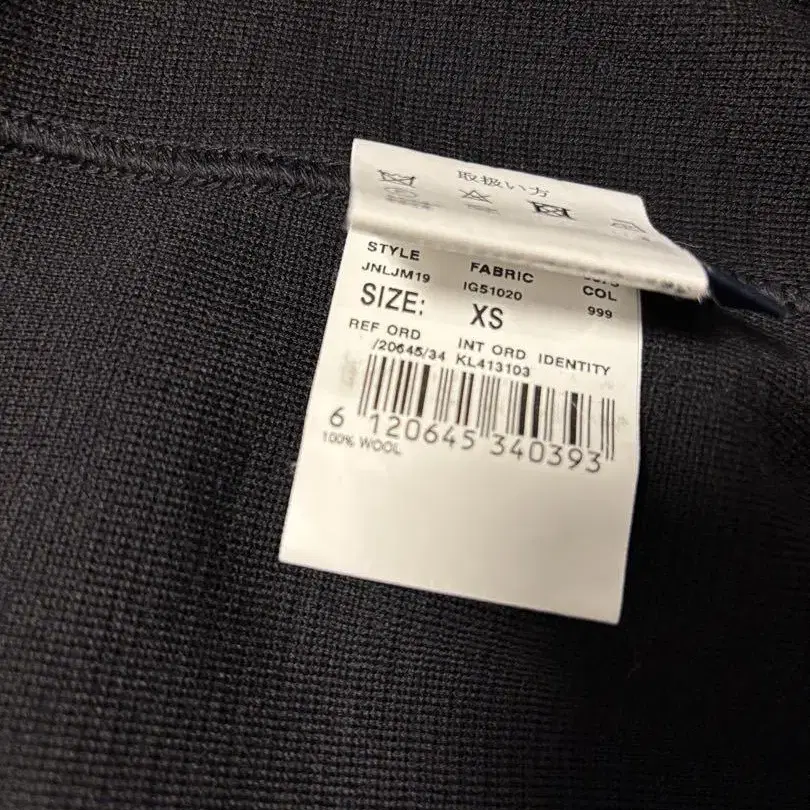 取扱い方
STYLE FABRIC COL
JNLJM19 IG51020 999
SIZE: XS
REF ORD INT ORD IDENTITY
/20645/34 KL413103
6 120645 340393
100% WOOL